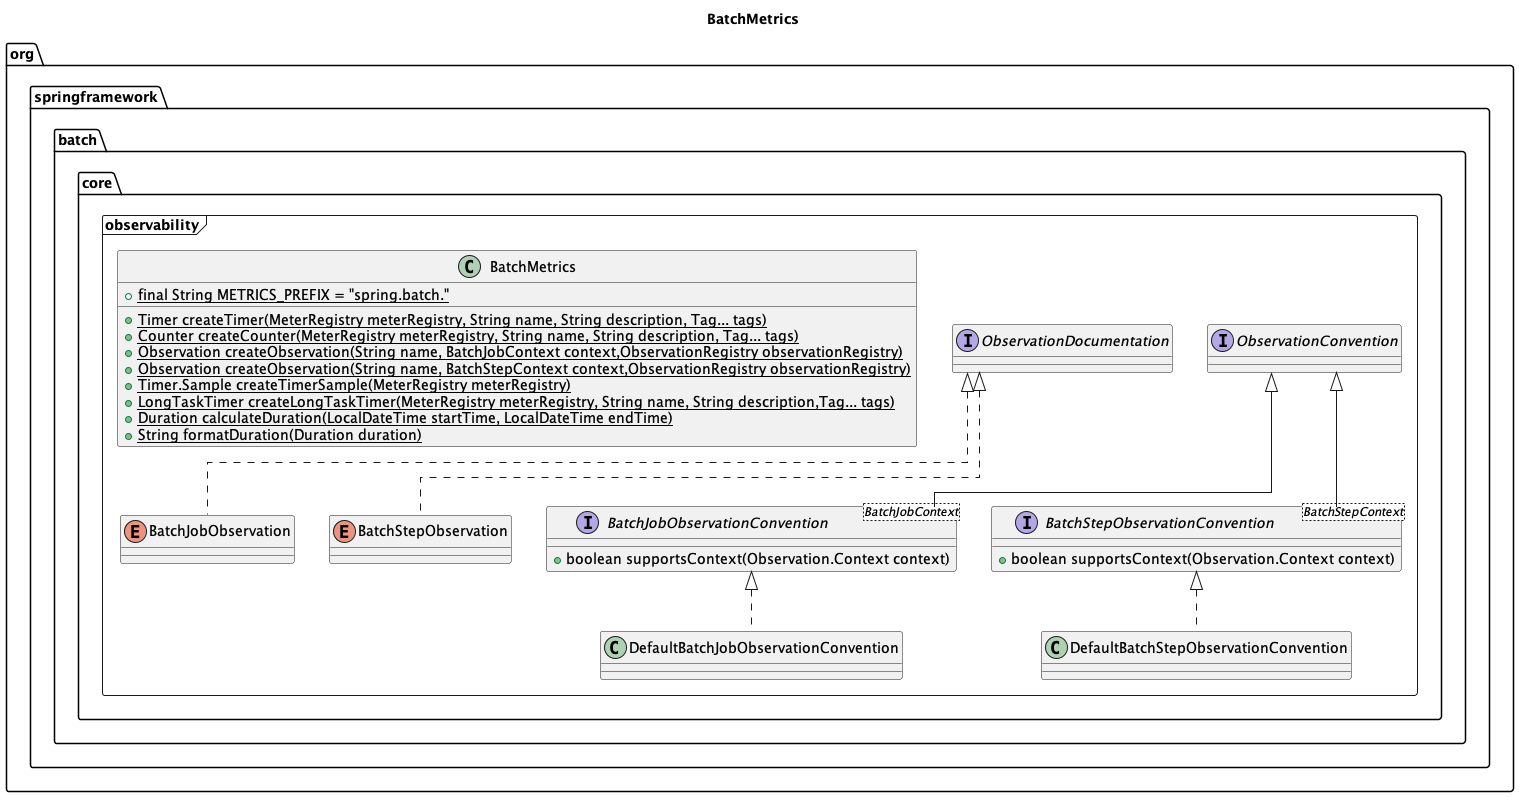 BatchMetrics
org
springframework
batch
core
observability
C BatchMetrics
final String METRICS_PREFIX = "spring.batch."
Timer createTimer(MeterRegistry meterRegistry, String name, String description, Tag... tags)
Counter createCounter(MeterRegistry meterRegistry, String name, String description, Tag... tags)
Observation createObservation(String name, BatchJobContext context,ObservationRegistry observationRegistry)
Observation createObservation(String name, BatchStepContext context,ObservationRegistry observationRegistry)
Timer.Sample createTimerSample(MeterRegistry meterRegistry)
LongTaskTimer createLongTaskTimer(MeterRegistry meterRegistry, String name, String description,Tag... tags)
Duration calculateDuration(LocalDateTime startTime, LocalDateTime endTime)
String formatDuration(Duration duration)
I ObservationDocumentation
I ObservationConvention
E BatchJobObservation
E BatchStepObservation
I BatchJobObservationConvention
BatchJobContext
boolean supportsContext(Observation.Context context)
I BatchStepObservationConvention
BatchStepContext
boolean supportsContext(Observation.Context context)
C DefaultBatchJobObservationConvention
C DefaultBatchStepObservationConvention